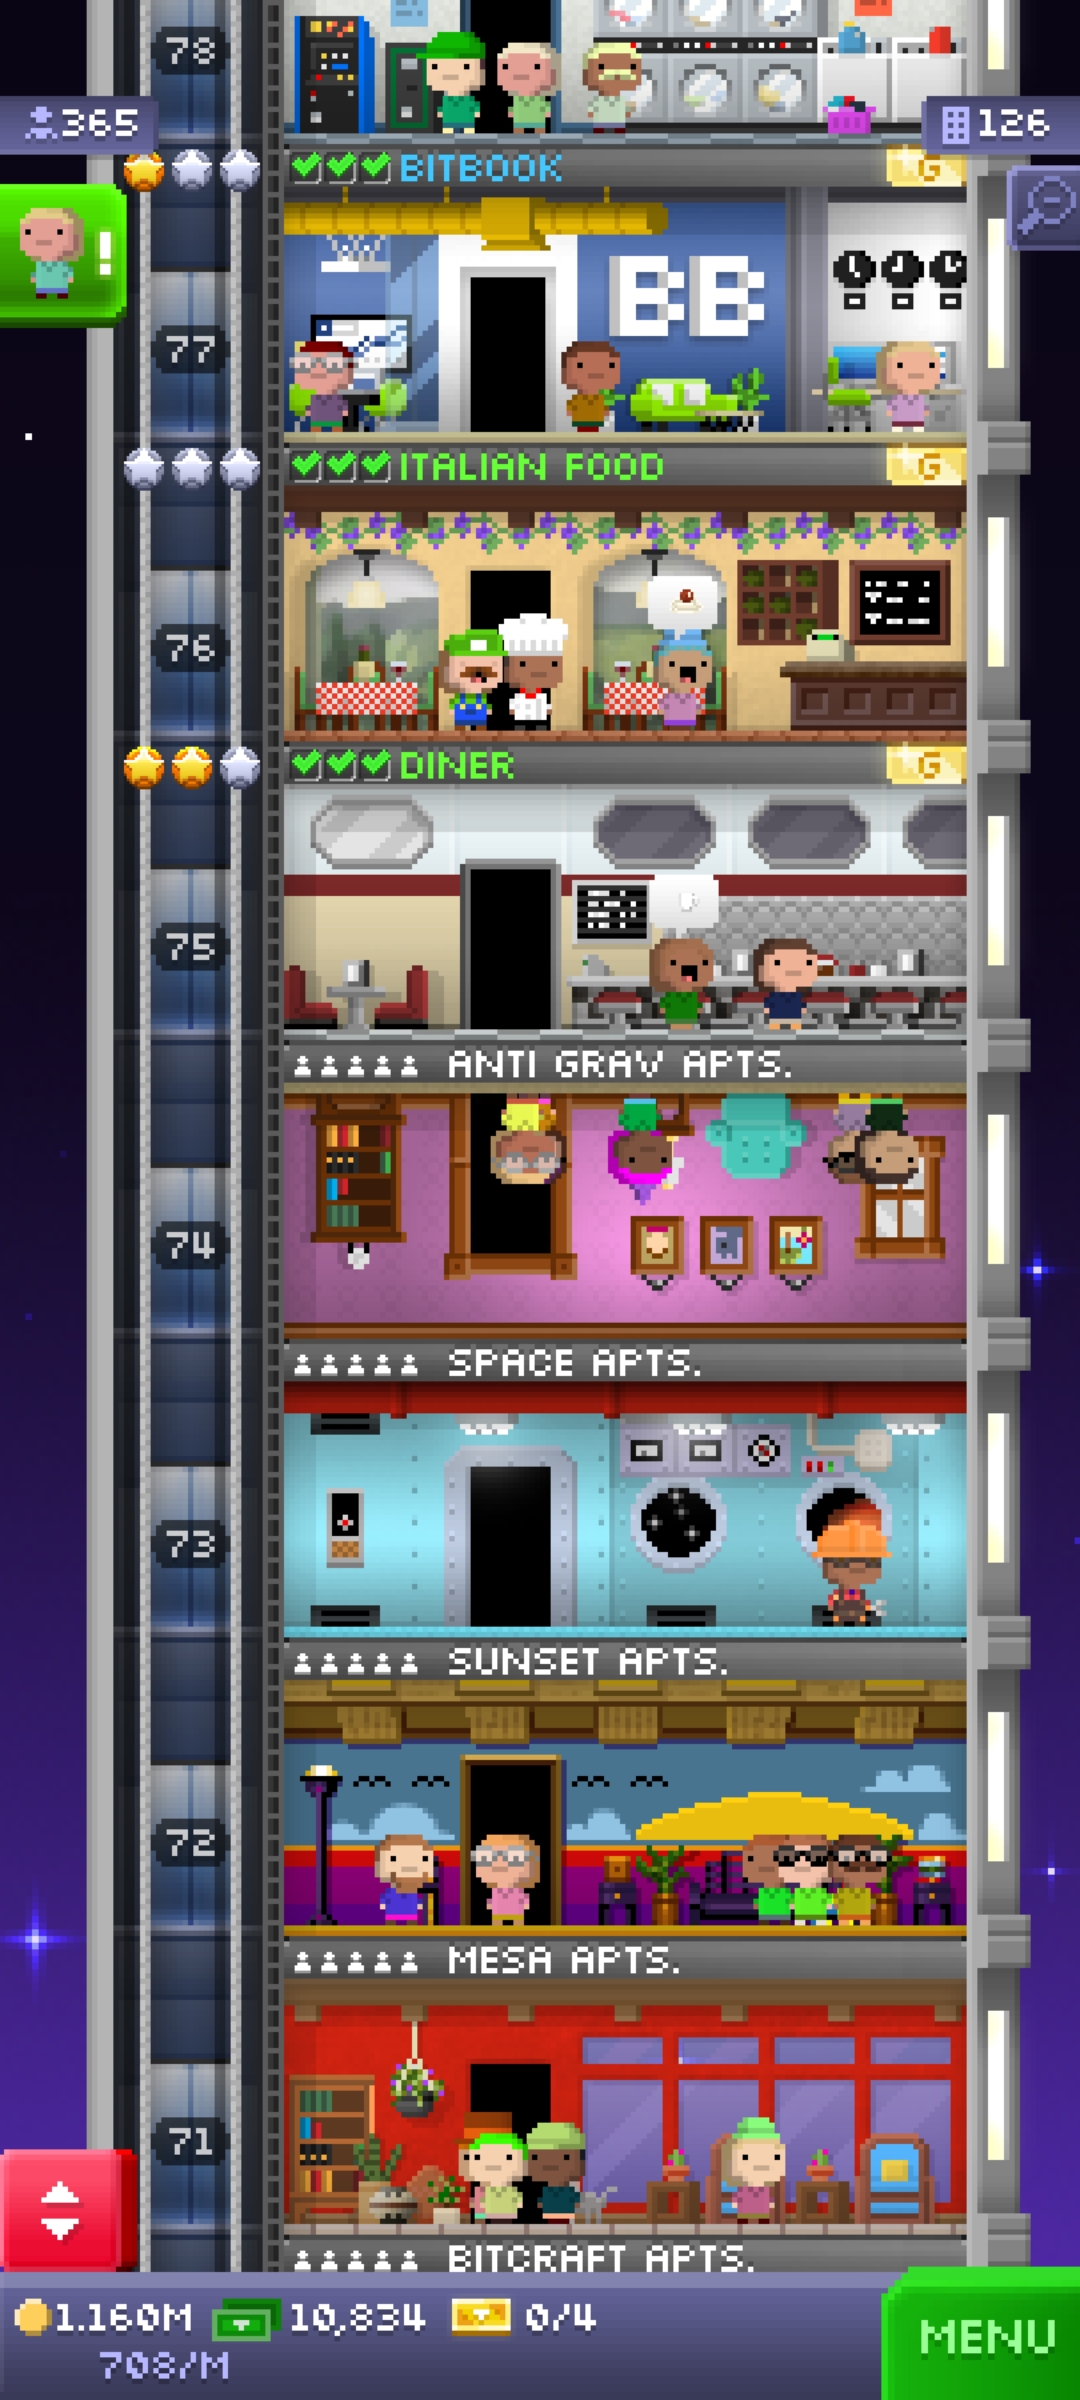 78
365
126
BITBOOK G
!
BB
77
ITALIAN FOOD G
76
DINER G
75
ANTI GRAV APTS.
74
SPACE APTS.
73
SUNSET APTS.
72
MESA APTS.
71
BITCRAFT APTS.
1.160M 10,834 0/4
MENU
708/M